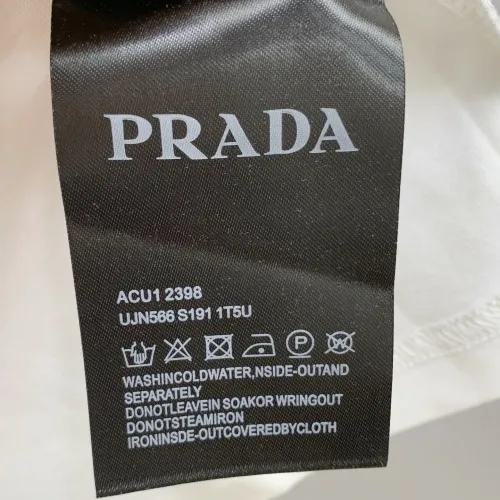 PRADA
ACU1 2398
UJN566 S191 1T5U
WASHINCOLDWATER,NSIDE-OUTAND
SEPARATELY
DONOTLEAVEIN SOAKOR WRINGOUT
DONOTSTEAMIRON
IRONINSDE-OUTCOVEREDBYCLOTH